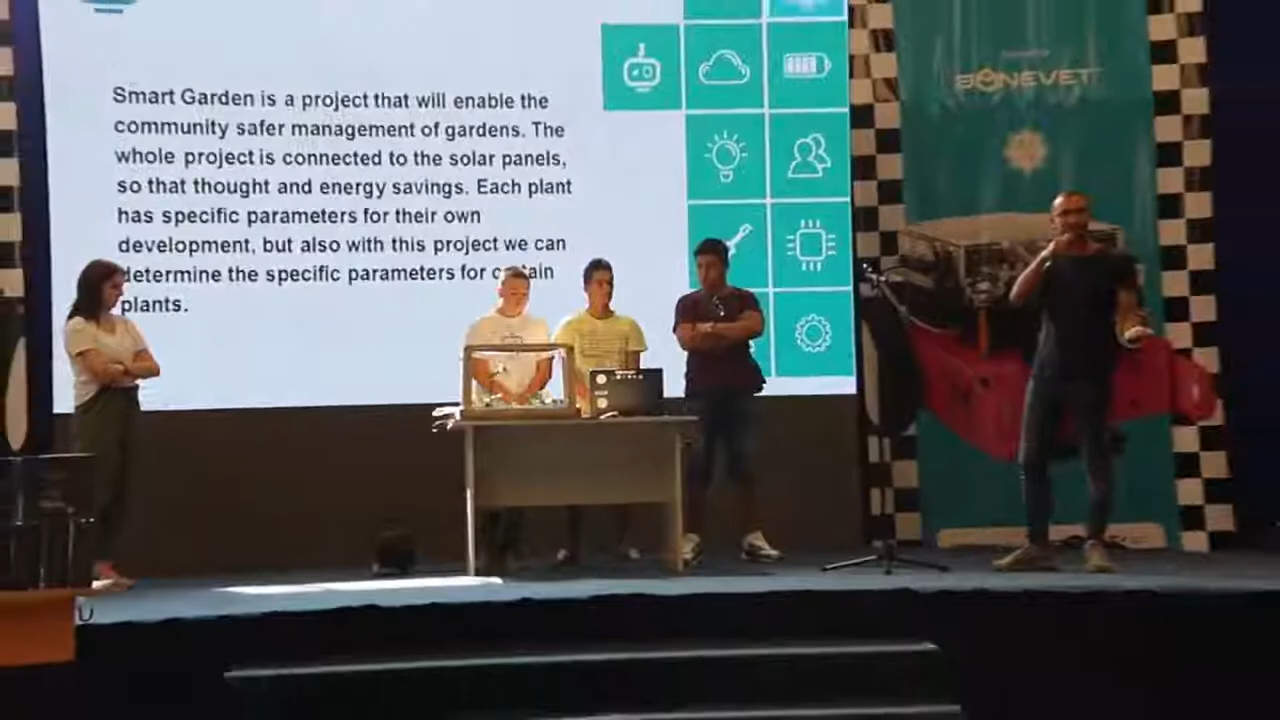 Smart Garden is a project that will enable the
community safer management of gardens. The
whole project is connected to the solar panels,
so that thought and energy savings. Each plant
has specific parameters for their own
development, but also with this project we can
determine the specific parameters for certain
plants.
BONEVET